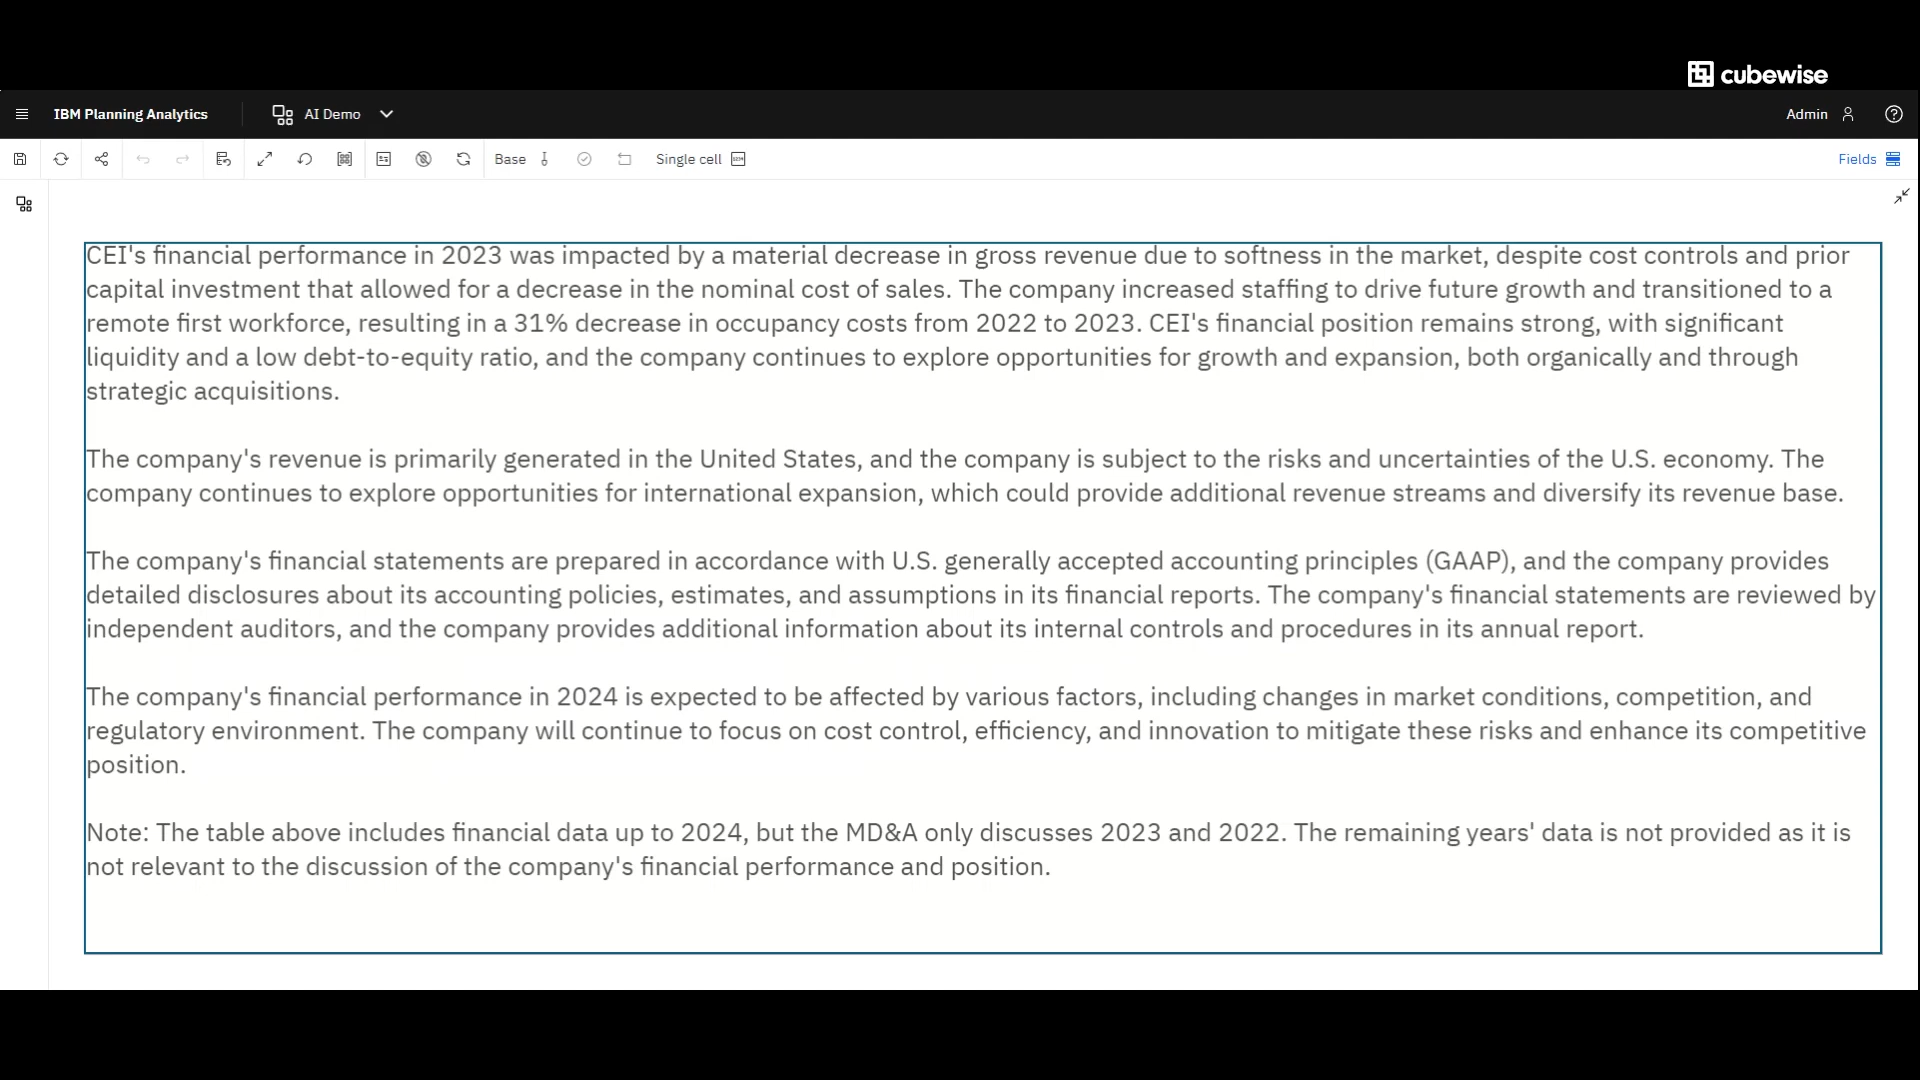 cubewise
IBM Planning Analytics
AI Demo
Admin
Base
Single cell
Fields
CEI's financial performance in 2023 was impacted by a material decrease in gross revenue due to softness in the market, despite cost controls and prior
capital investment that allowed for a decrease in the nominal cost of sales. The company increased staffing to drive future growth and transitioned to a
remote first workforce, resulting in a 31% decrease in occupancy costs from 2022 to 2023. CEI's financial position remains strong, with significant
liquidity and a low debt-to-equity ratio, and the company continues to explore opportunities for growth and expansion, both organically and through
strategic acquisitions.
The company's revenue is primarily generated in the United States, and the company is subject to the risks and uncertainties of the U.S. economy. The
company continues to explore opportunities for international expansion, which could provide additional revenue streams and diversify its revenue base.
The company's financial statements are prepared in accordance with U.S. generally accepted accounting principles (GAAP), and the company provides
detailed disclosures about its accounting policies, estimates, and assumptions in its financial reports. The company's financial statements are reviewed by
independent auditors, and the company provides additional information about its internal controls and procedures in its annual report.
The company's financial performance in 2024 is expected to be affected by various factors, including changes in market conditions, competition, and
regulatory environment. The company will continue to focus on cost control, efficiency, and innovation to mitigate these risks and enhance its competitive
position.
Note: The table above includes financial data up to 2024, but the MD&A only discusses 2023 and 2022. The remaining years' data is not provided as it is
not relevant to the discussion of the company's financial performance and position.